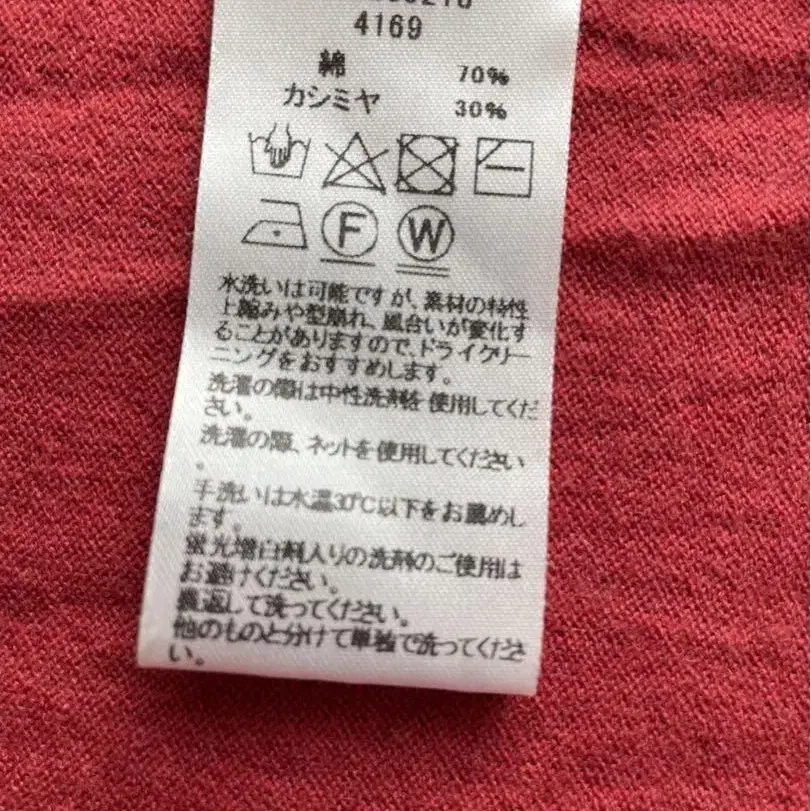 4169
綿 70%
カシミヤ 30%
F W
水洗いは可能ですが、素材の特性
上縮みや型崩れ、風合いが変化す
ることがありますので、ドライクリー
ニングをおすすめします。
洗濯の際は中性洗剤を使用してくだ
さい。
洗濯の際、ネットを使用してください
。
手洗いは水温30℃以下をお薦めし
ます。
蛍光増白剤入りの洗剤のご使用は
お避けください。
裏返して洗ってください。
他のものと分けて単独で洗ってくださ
い。